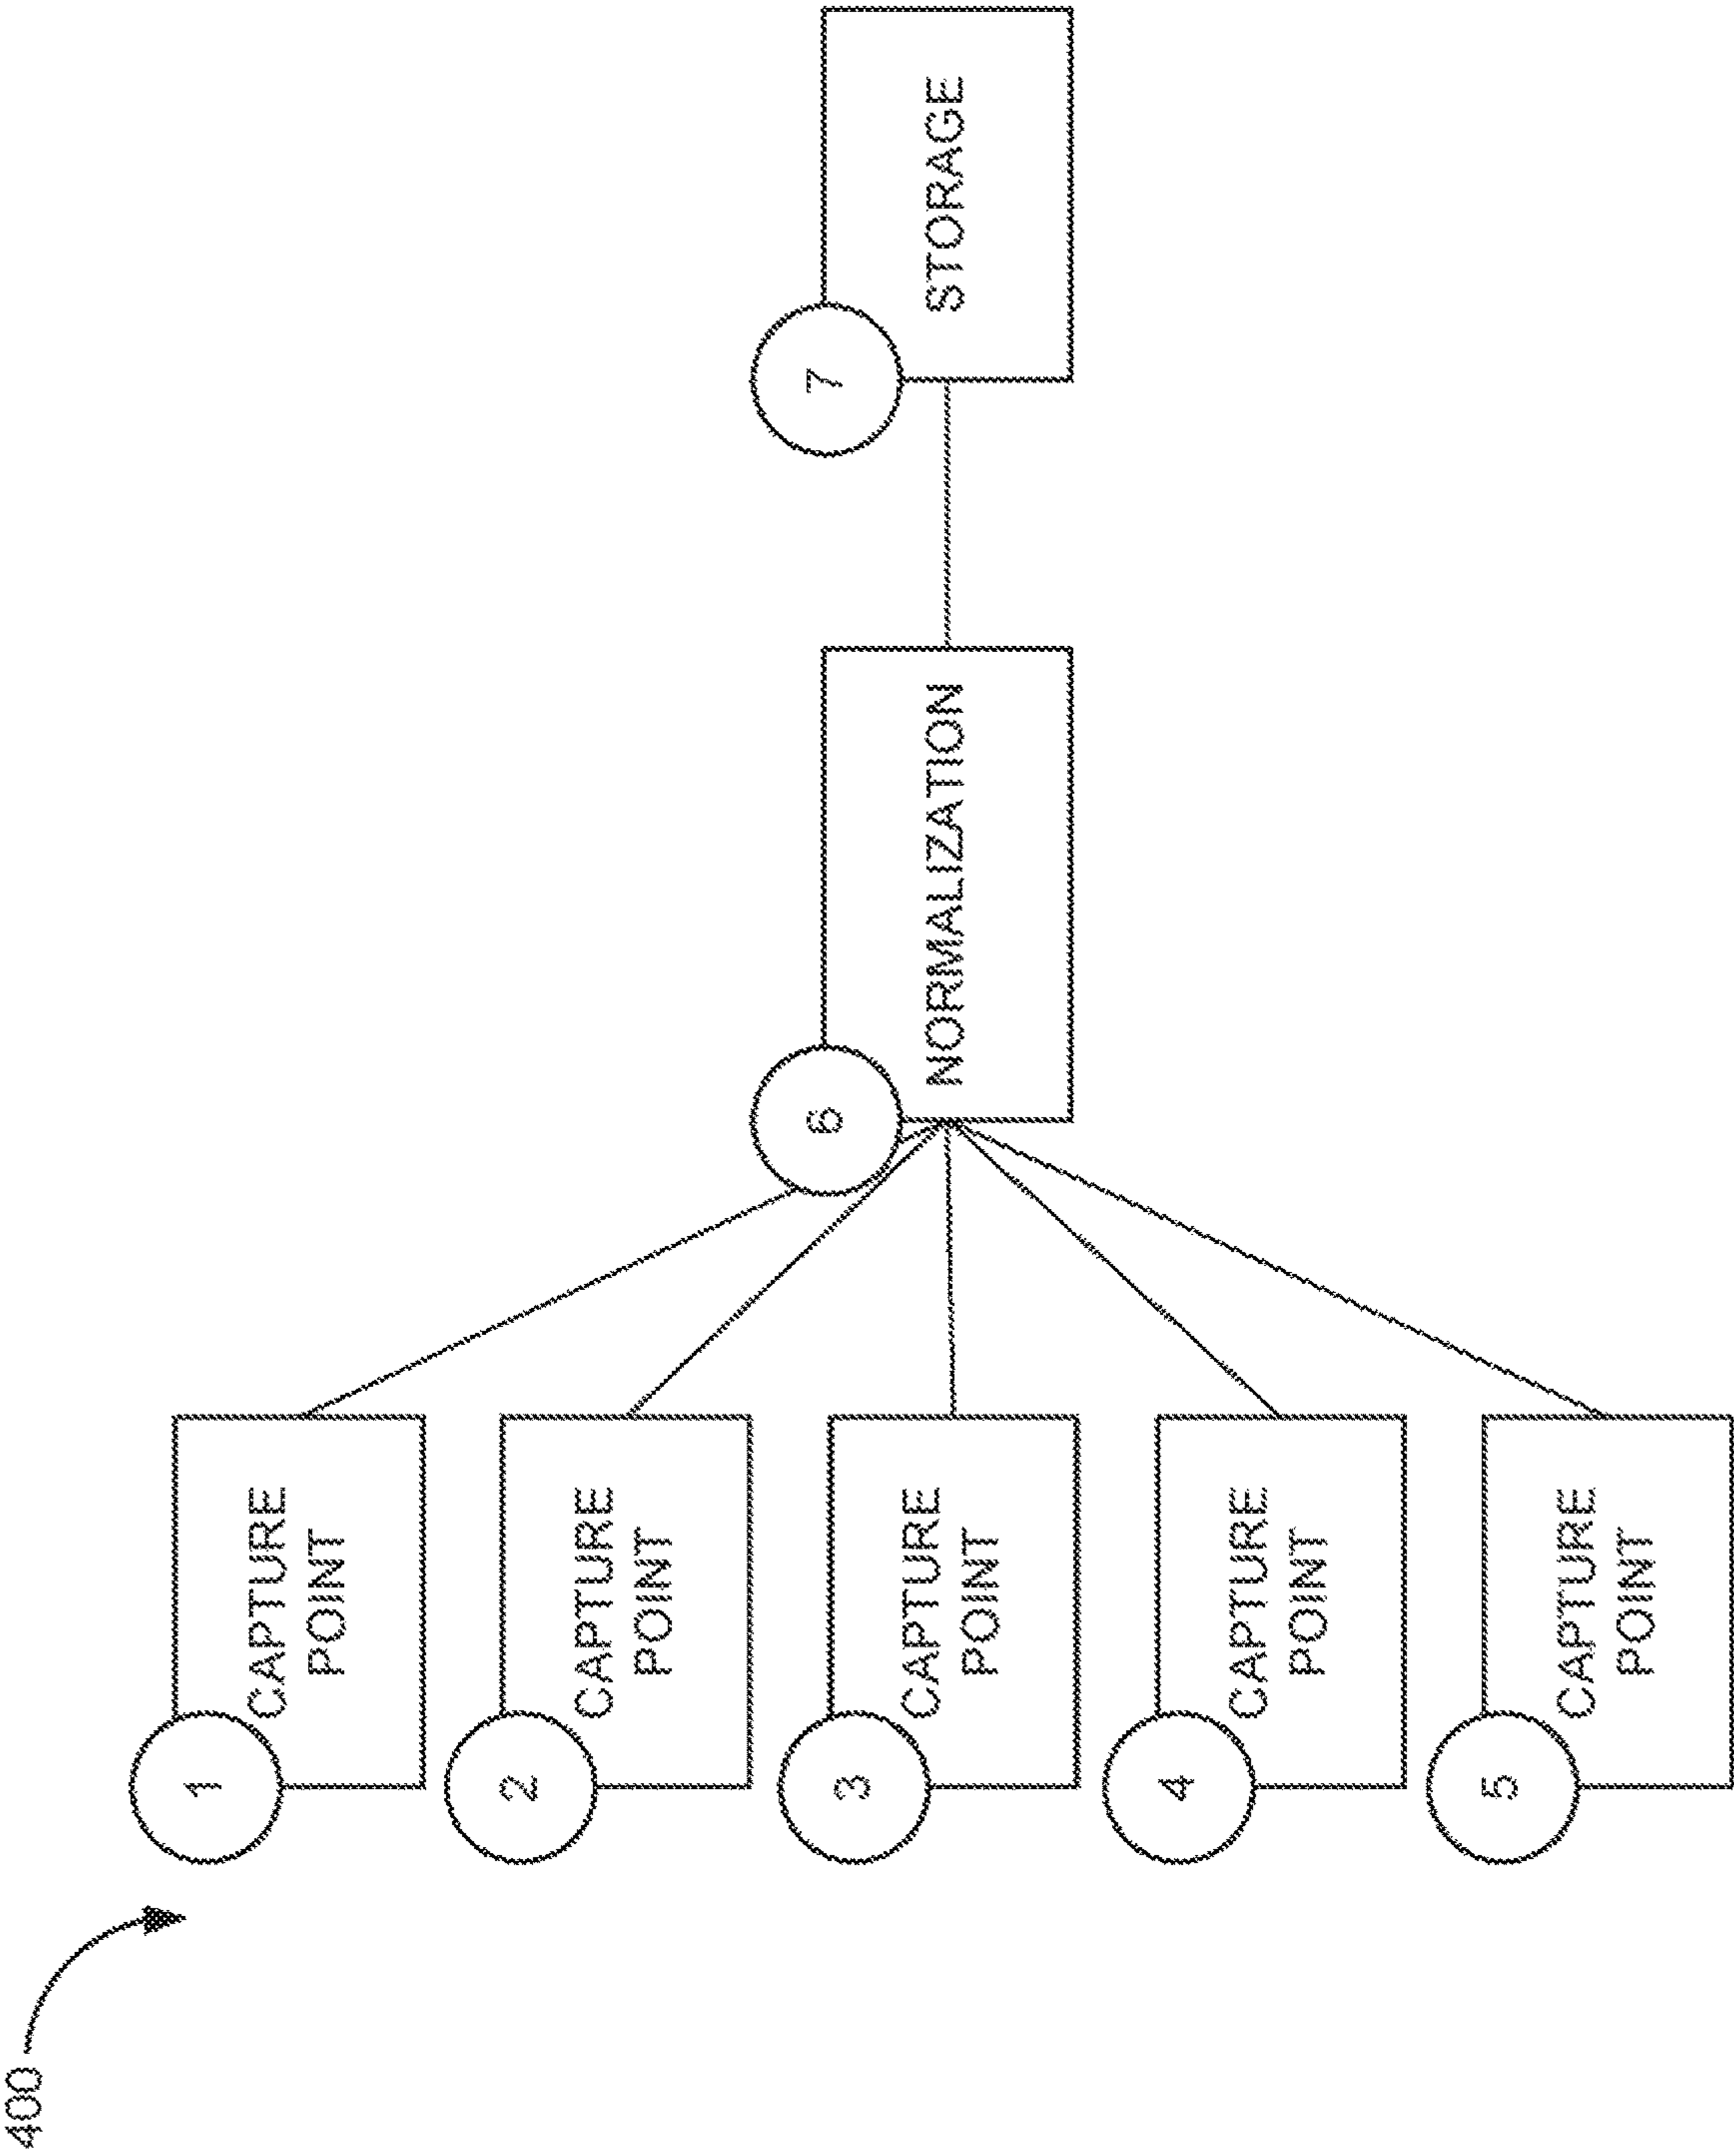 400
1
CAPTURE
POINT
2
CAPTURE
POINT
3
CAPTURE
POINT
4
CAPTURE
POINT
5
CAPTURE
POINT
6
NORMALIZATION
7
STORAGE